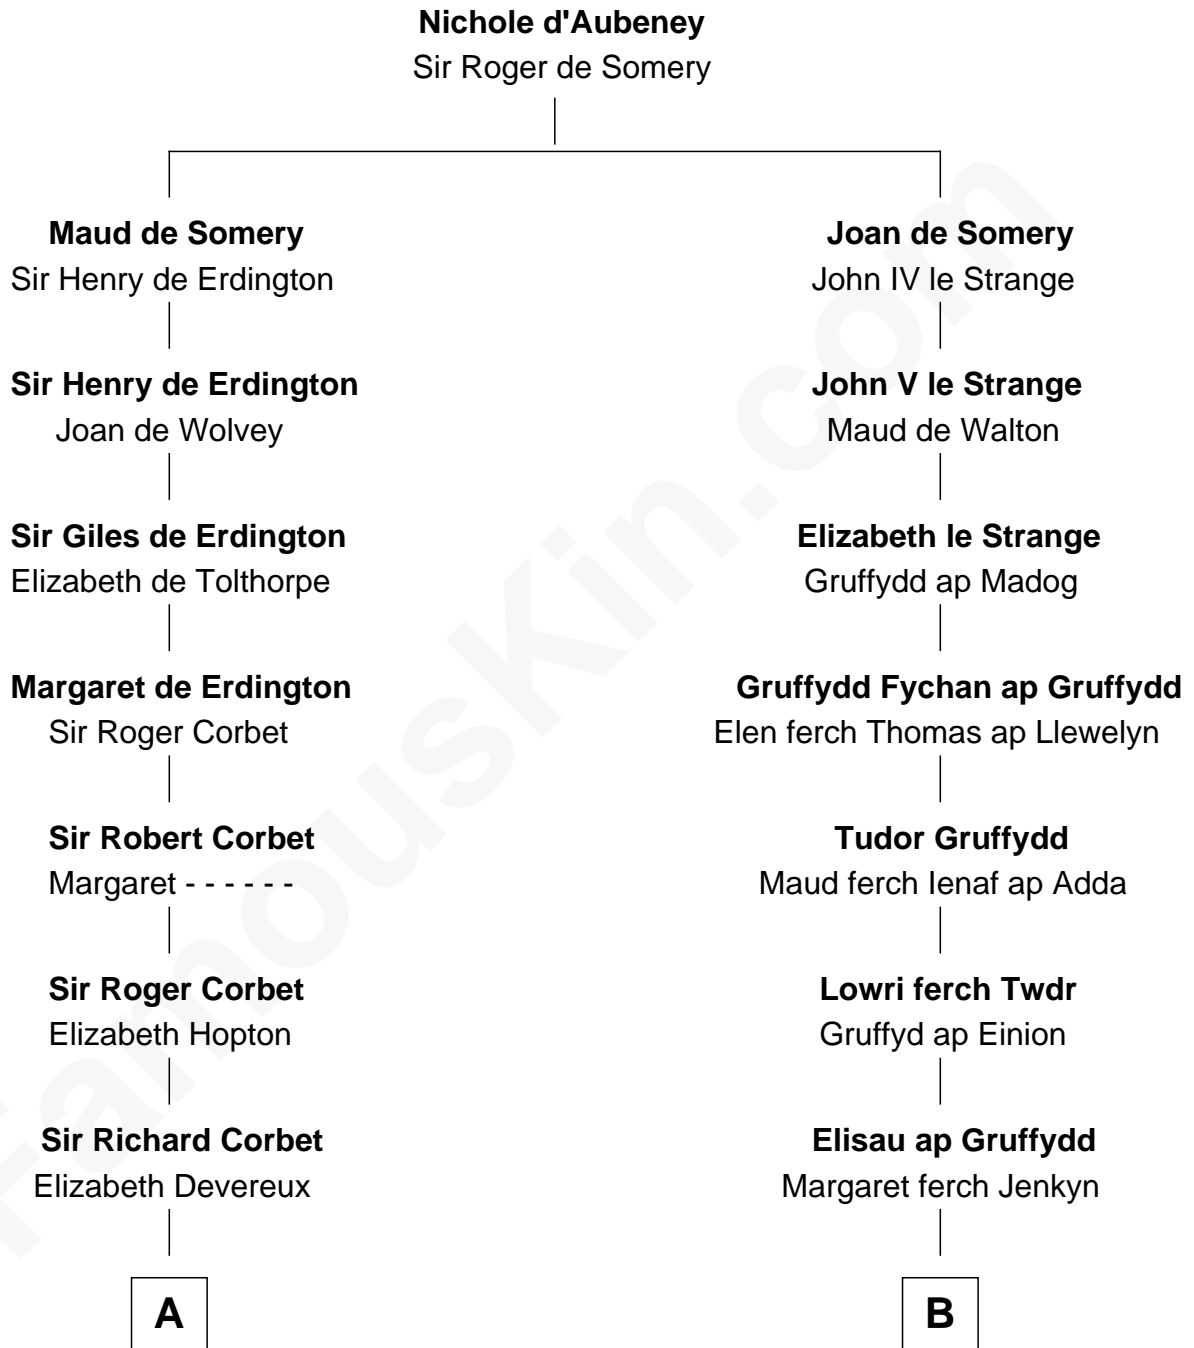 Nichole d'Aubeney
Sir Roger de Somery
Maud de Somery
Sir Henry de Erdington
Sir Henry de Erdington
Joan de Wolvey
Sir Giles de Erdington
Elizabeth de Tolthorpe
Margaret de Erdington
Sir Roger Corbet
Sir Robert Corbet
Margaret - - - - - -
Sir Roger Corbet
Elizabeth Hopton
Sir Richard Corbet
Elizabeth Devereux
A
Joan de Somery
John IV le Strange
John V le Strange
Maud de Walton
Elizabeth le Strange
Gruffydd ap Madog
Gruffydd Fychan ap Gruffydd
Elen ferch Thomas ap Llewelyn
Tudor Gruffydd
Maud ferch Ienaf ap Adda
Lowri ferch Twdr
Gruffyd ap Einion
Elisau ap Gruffydd
Margaret ferch Jenkyn
B
FamousKin.com